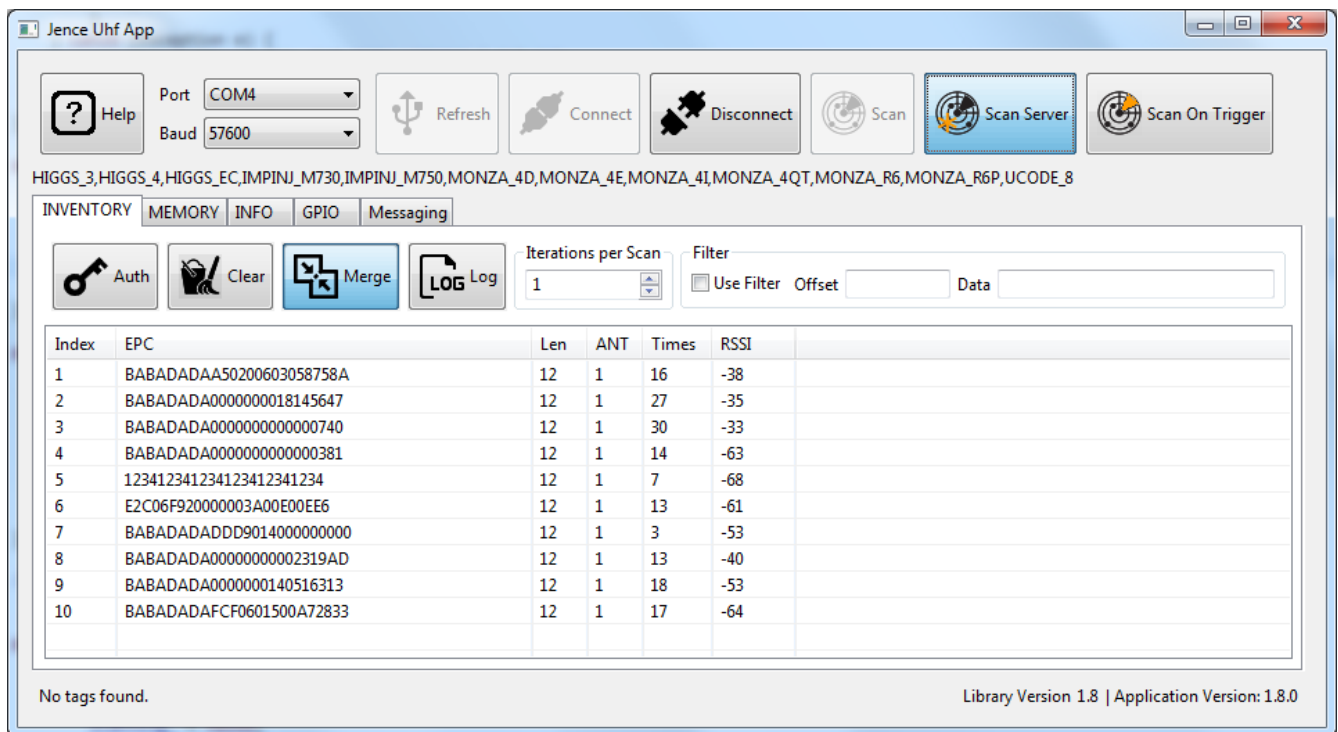 Jence Uhf App
Help
Port COM4
Baud 57600
Refresh
Connect
Disconnect
Scan
Scan Server
Scan On Trigger
HIGGS_3,HIGGS_4,HIGGS_EC,IMPINJ_M730,IMPINJ_M750,MONZA_4D,MONZA_4E,MONZA_4I,MONZA_4QT,MONZA_R6,MONZA_R6P,UCODE_8
INVENTORY MEMORY INFO GPIO Messaging
Auth
Clear
Merge
LOG Log
Iterations per Scan
1
Filter
Use Filter Offset Data
Index EPC Len ANT Times RSSI
1 BABADADAA50200603058758A 12 1 16 -38
2 BABADADA0000000018145647 12 1 27 -35
3 BABADADA0000000000000740 12 1 30 -33
4 BABADADA0000000000000381 12 1 14 -63
5 123412341234123412341234 12 1 7 -68
6 E2C06F920000003A00E00EE6 12 1 13 -61
7 BABADADADDD9014000000000 12 1 3 -53
8 BABADADA00000000002319AD 12 1 13 -40
9 BABADADA0000000140516313 12 1 18 -53
10 BABADADAFCF0601500A72833 12 1 17 -64
No tags found.
Library Version 1.8 | Application Version: 1.8.0